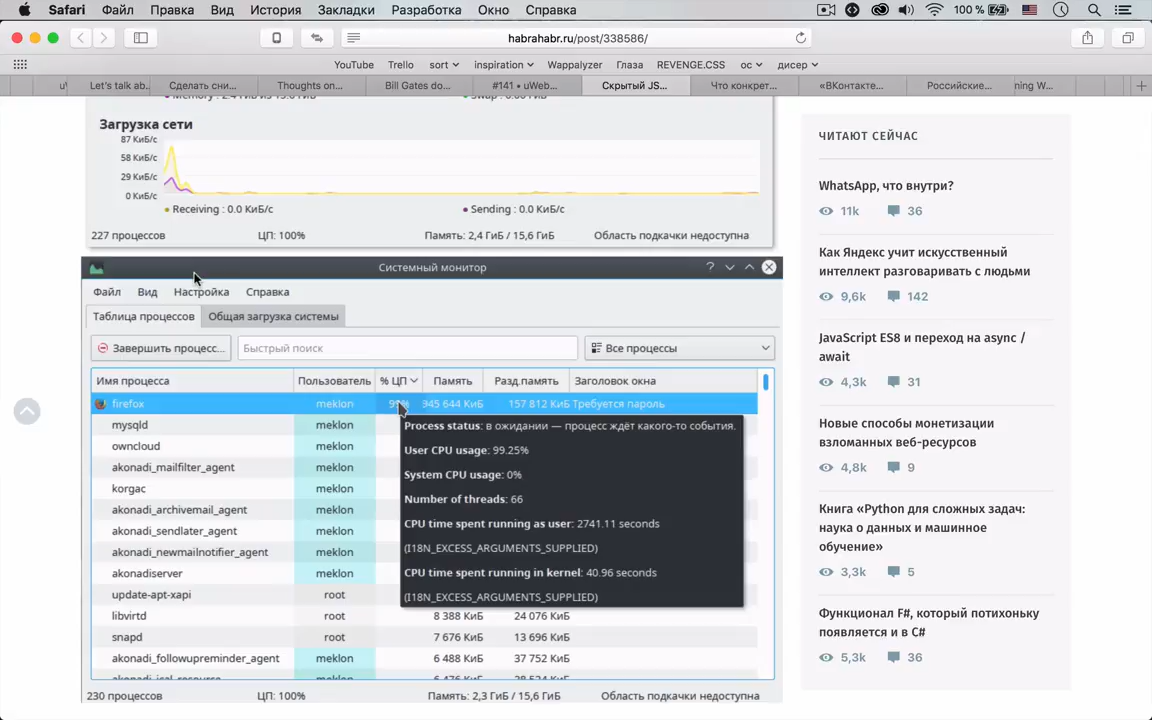 Safari Файл Правка Вид История Закладки Разработка Окно Справка 100 %
habrahabr.ru/post/338586/
YouTube Trello sort inspiration Wappalyzer Глаза REVENGE.CSS ос дисер
Let's talk ab... Сделать сни... Thoughts on... Bill Gates do... #141 • uWeb... Скрытый JS... Что конкрет... «ВКонтакте... Российские... ning W...
Загрузка сети
87 КиБ/с
58 КиБ/с
29 КиБ/с
0 КиБ/с
Receiving : 0.0 КиБ/с Sending : 0.0 КиБ/с
227 процессов ЦП: 100% Память: 2,4 ГиБ / 15,6 ГиБ Область подкачки недоступна
Системный монитор
Файл Вид Настройка Справка
Таблица процессов Общая загрузка системы
Завершить процесс... Быстрый поиск Все процессы
Имя процесса Пользователь % ЦП Память Разд.память Заголовок окна
firefox meklon 99% 945 644 КиБ 157 812 КиБ Требуется пароль
mysqld meklon
owncloud meklon
akonadi_mailfilter_agent meklon
korgac meklon
akonadi_archivemail_agent meklon
akonadi_sendlater_agent meklon
akonadi_newmailnotifier_agent meklon
akonadiserver meklon
update-apt-xapi root
libvirtd root 8 388 КиБ 24 076 КиБ
snapd root 7 676 КиБ 13 696 КиБ
akonadi_followupreminder_agent meklon 6 488 КиБ 37 752 КиБ
Process status: в ожидании — процесс ждёт какого-то события.
User CPU usage: 99.25%
System CPU usage: 0%
Number of threads: 66
CPU time spent running as user: 2741.11 seconds
(I18N_EXCESS_ARGUMENTS_SUPPLIED)
CPU time spent running in kernel: 40.96 seconds
(I18N_EXCESS_ARGUMENTS_SUPPLIED)
230 процессов ЦП: 100% Память: 2,3 ГиБ / 15,6 ГиБ Область подкачки недоступна
ЧИТАЮТ СЕЙЧАС
WhatsApp, что внутри?
11k 36
Как Яндекс учит искусственный
интеллект разговаривать с людьми
9,6k 142
JavaScript ES8 и переход на async /
await
4,3k 31
Новые способы монетизации
взломанных веб-ресурсов
4,8k 9
Книга «Python для сложных задач:
наука о данных и машинное
обучение»
3,3k 5
Функционал F#, который потихоньку
появляется и в C#
5,3k 36